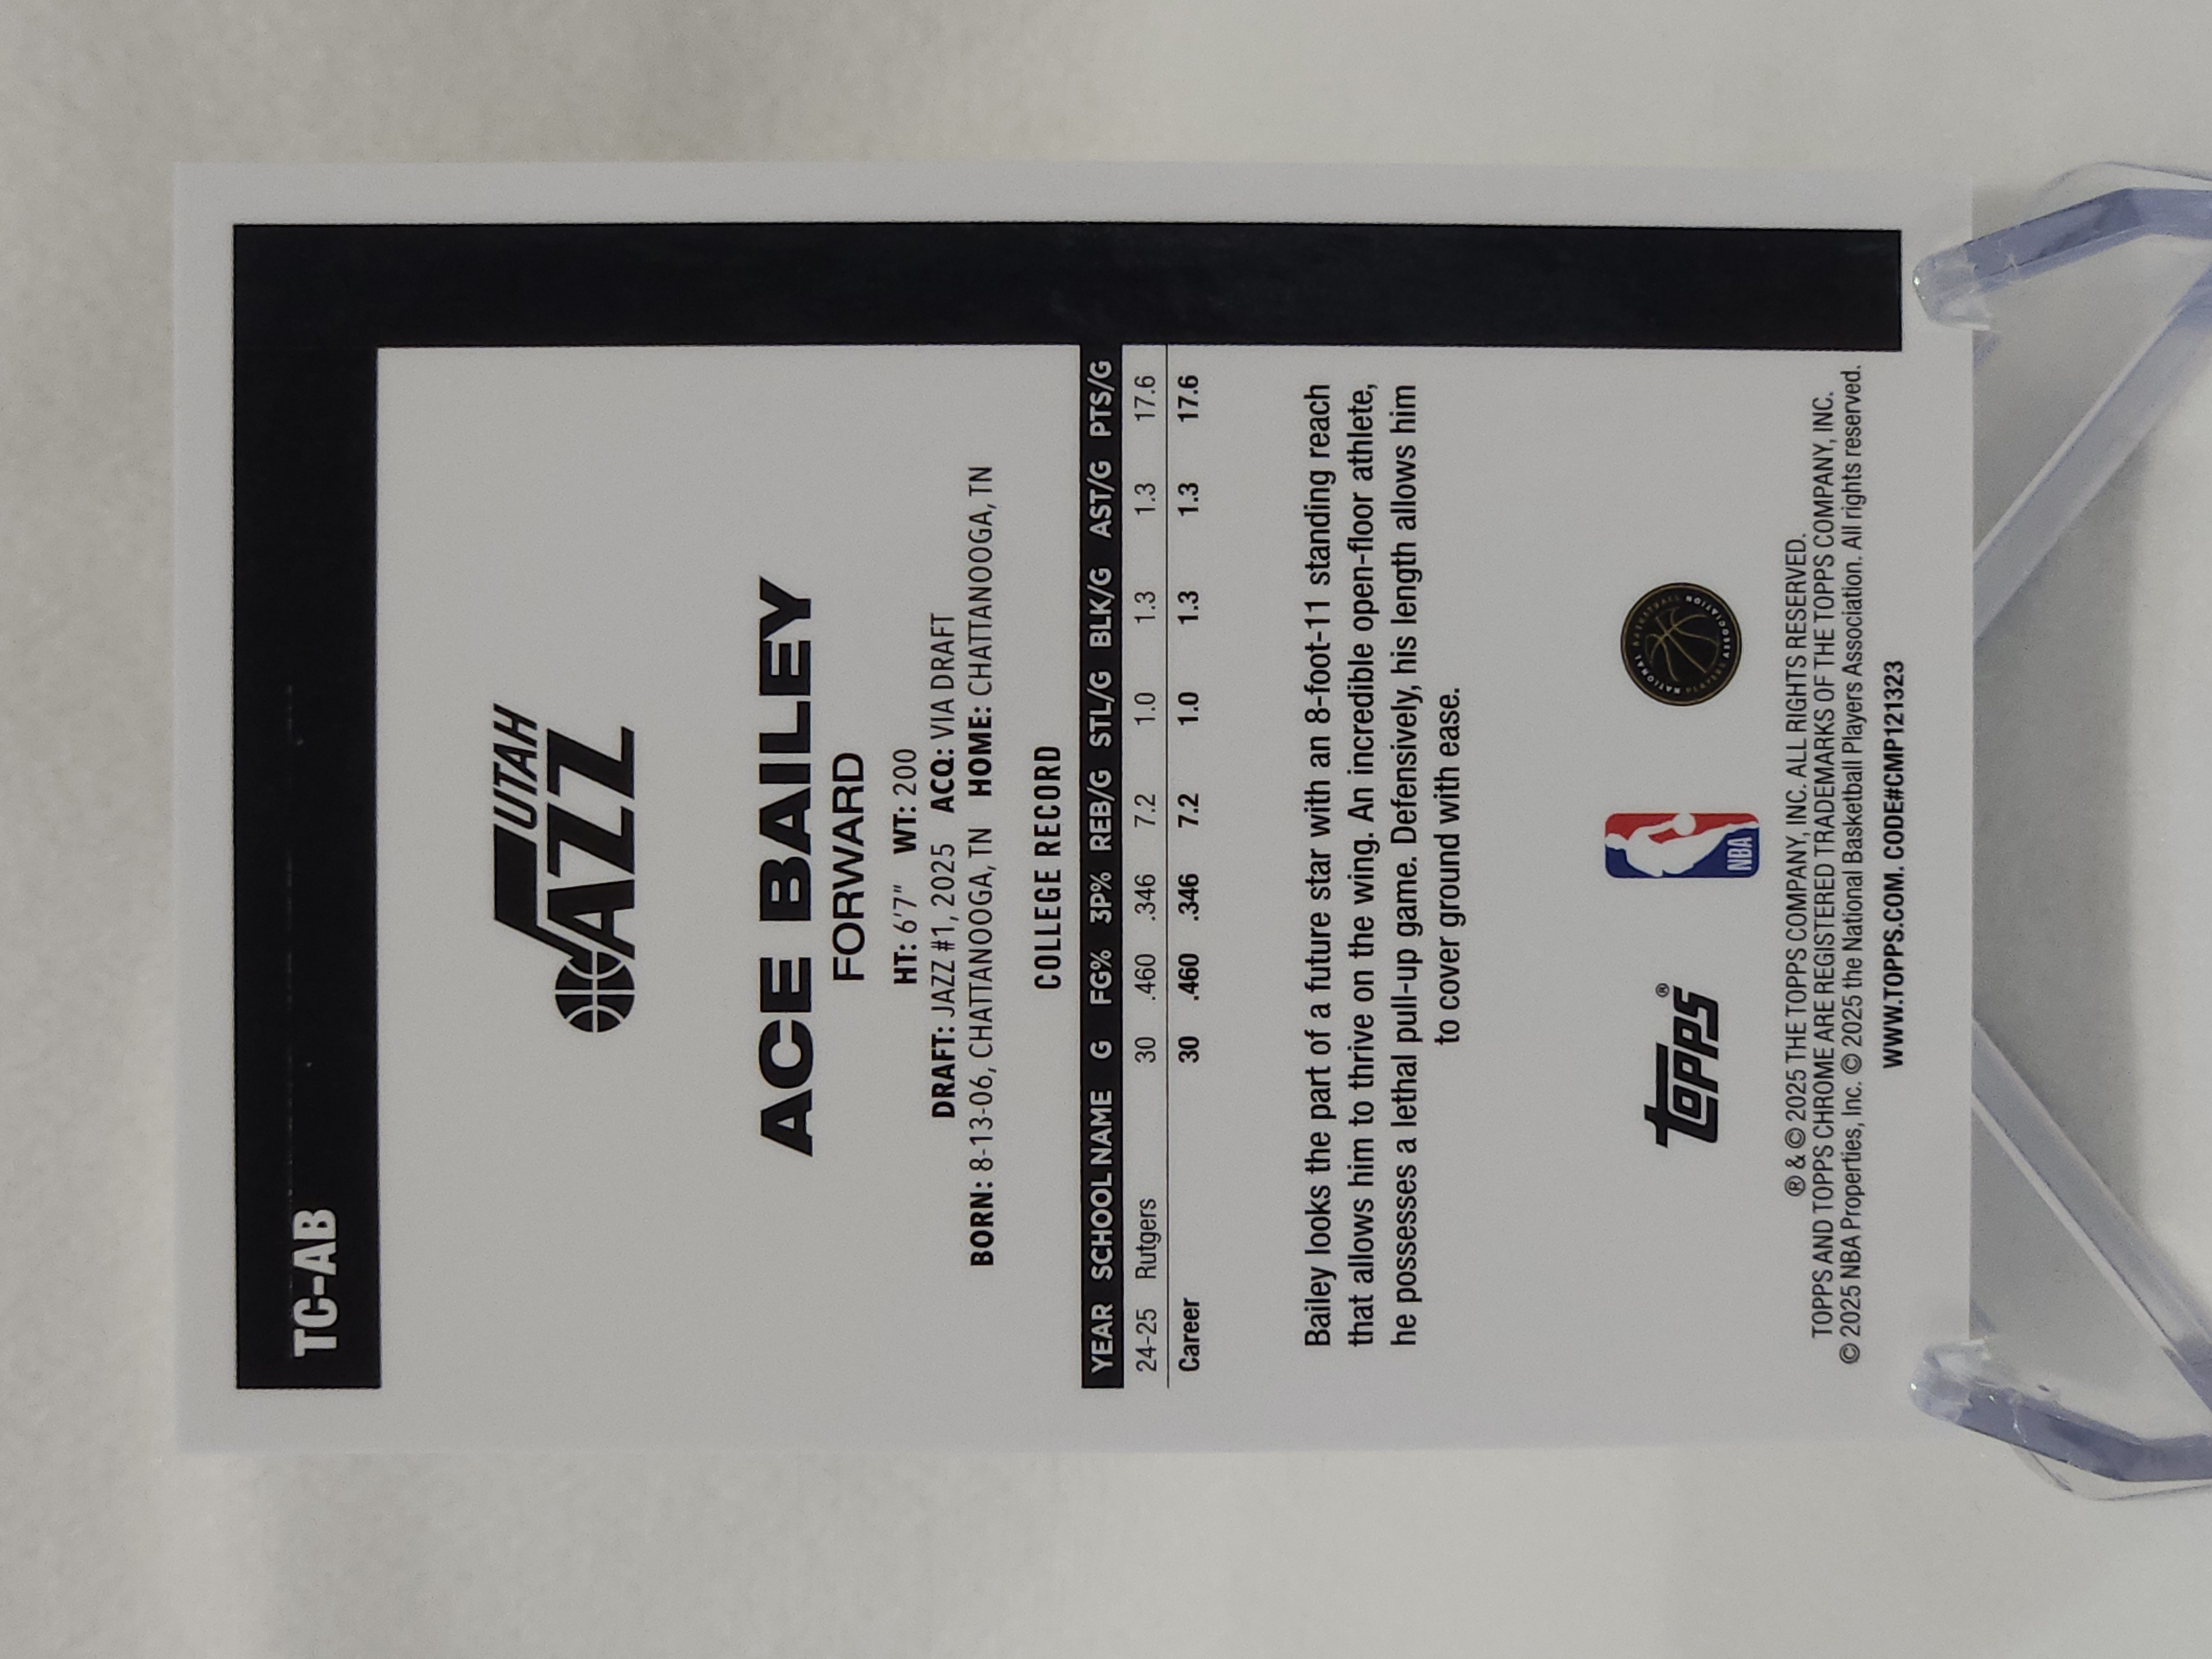 TC-AB
UTAH
JAZZ
ACE BAILEY
FORWARD
HT: 6'7" WT: 200
DRAFT: JAZZ #1, 2025 ACQ: VIA DRAFT
BORN: 8-13-06, CHATTANOOGA, TN HOME: CHATTANOOGA, TN
COLLEGE RECORD
YEAR SCHOOL NAME G FG% 3P% REB/G STL/G BLK/G AST/G PTS/G
24-25 Rutgers 30 .460 .346 7.2 1.0 1.3 1.3 17.6
Career 30 .460 .346 7.2 1.0 1.3 1.3 17.6
Bailey looks the part of a future star with an 8-foot-11 standing reach
that allows him to thrive on the wing. An incredible open-floor athlete,
he possesses a lethal pull-up game. Defensively, his length allows him
to cover ground with ease.
topps® NBA NATIONAL BASKETBALL PLAYERS ASSOCIATION
® & © 2025 THE TOPPS COMPANY, INC. ALL RIGHTS RESERVED.
TOPPS AND TOPPS CHROME ARE REGISTERED TRADEMARKS OF THE TOPPS COMPANY, INC.
© 2025 NBA Properties, Inc. © 2025 the National Basketball Players Association. All rights reserved.
WWW.TOPPS.COM. CODE#CMP121323